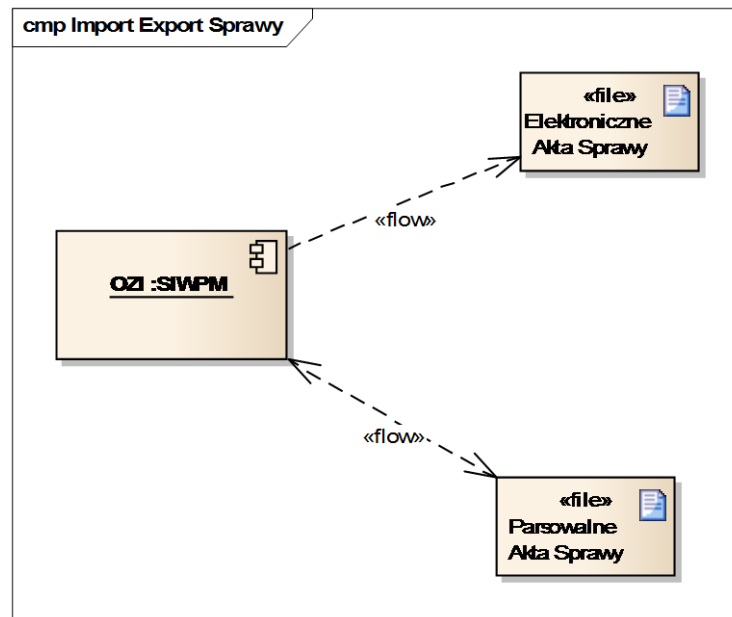 cmp Import Export Sprawy
«file»
Elektroniczne
Akta Sprawy
«flow»
OZI :SIWPM
«flow»
«file»
Parsowalne
Akta Sprawy